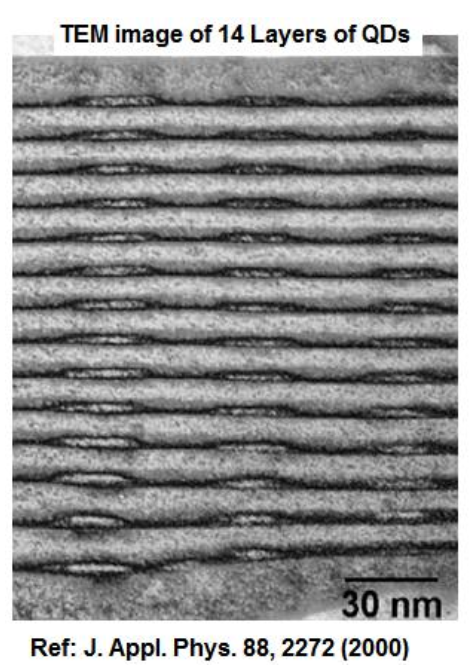 TEM image of 14 Layers of QDs
30 nm
Ref: J. Appl. Phys. 88, 2272 (2000)